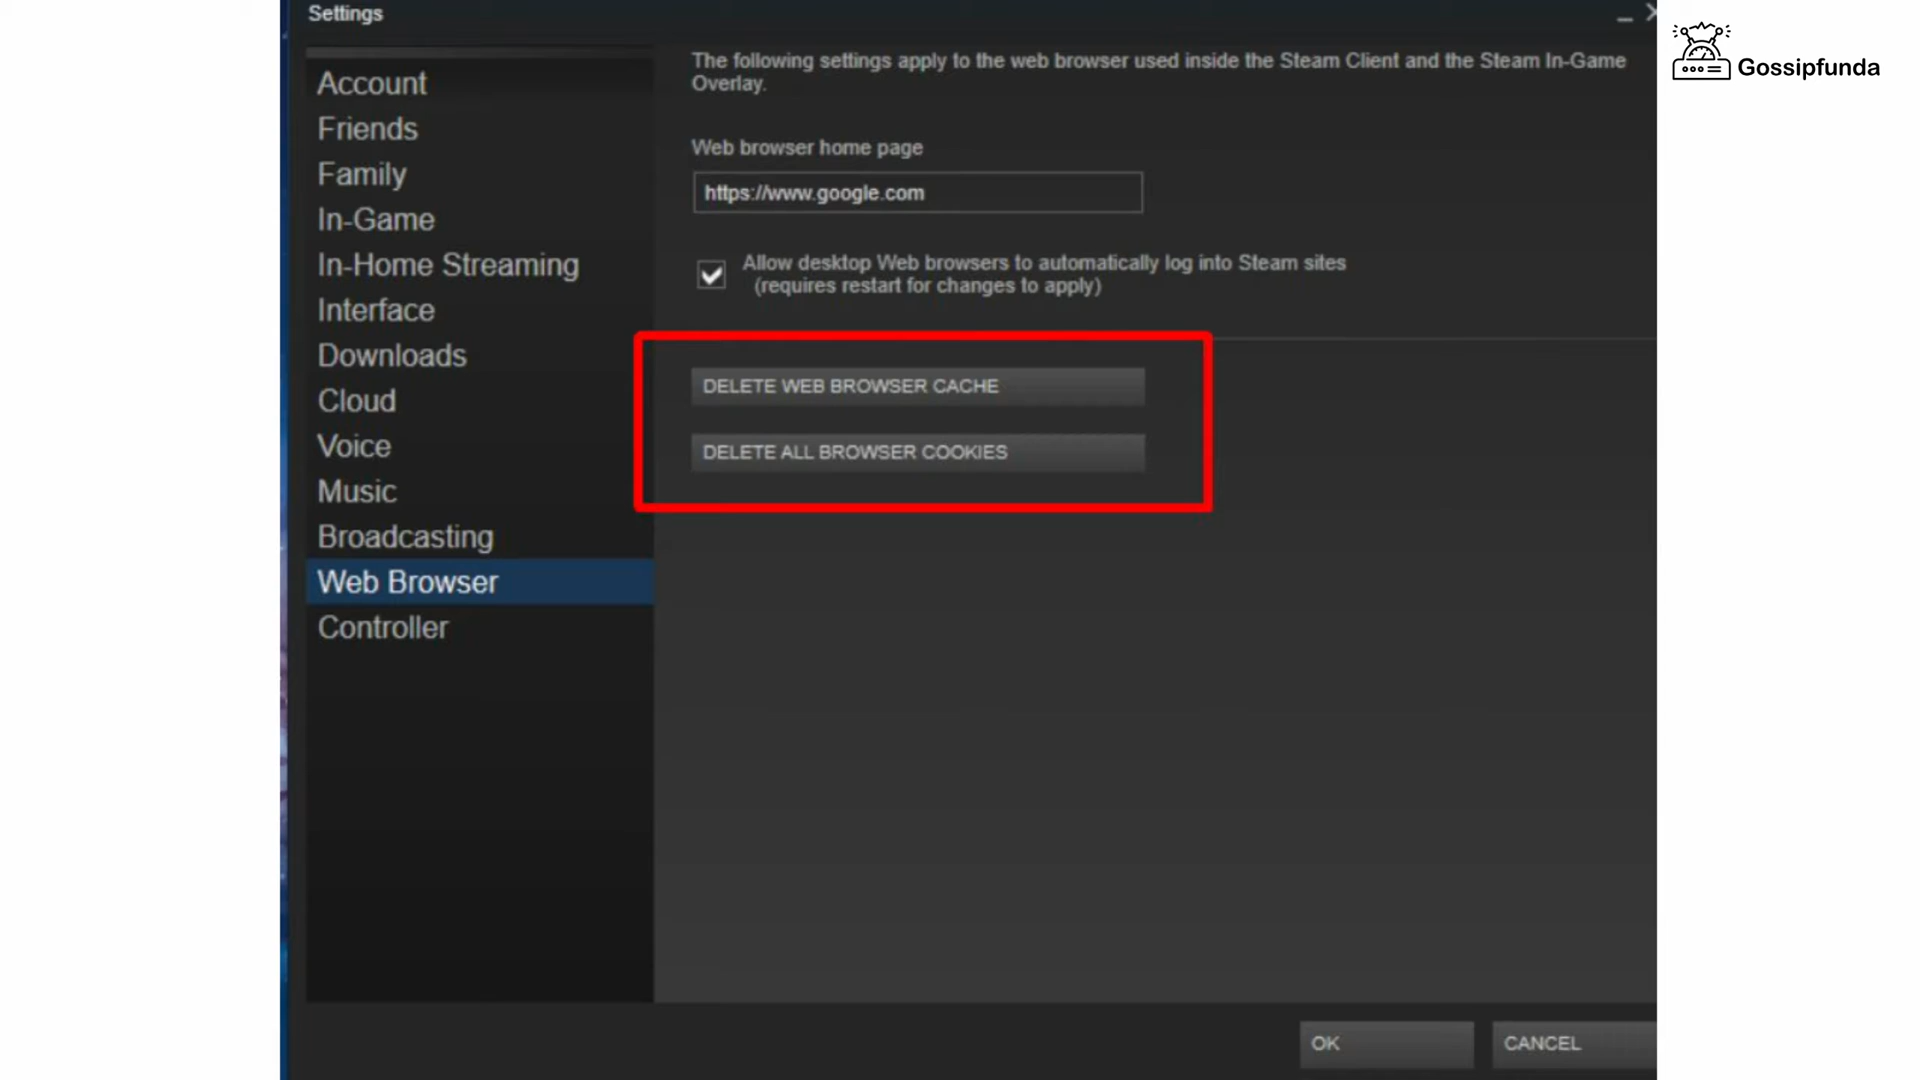 Settings
Gossipfunda
Account
Friends
Family
In-Game
In-Home Streaming
Interface
Downloads
Cloud
Voice
Music
Broadcasting
Web Browser
Controller
The following settings apply to the web browser used inside the Steam Client and the Steam In-Game
Overlay.
Web browser home page
https://www.google.com
Allow desktop Web browsers to automatically log into Steam sites
(requires restart for changes to apply)
DELETE WEB BROWSER CACHE
DELETE ALL BROWSER COOKIES
OK
CANCEL